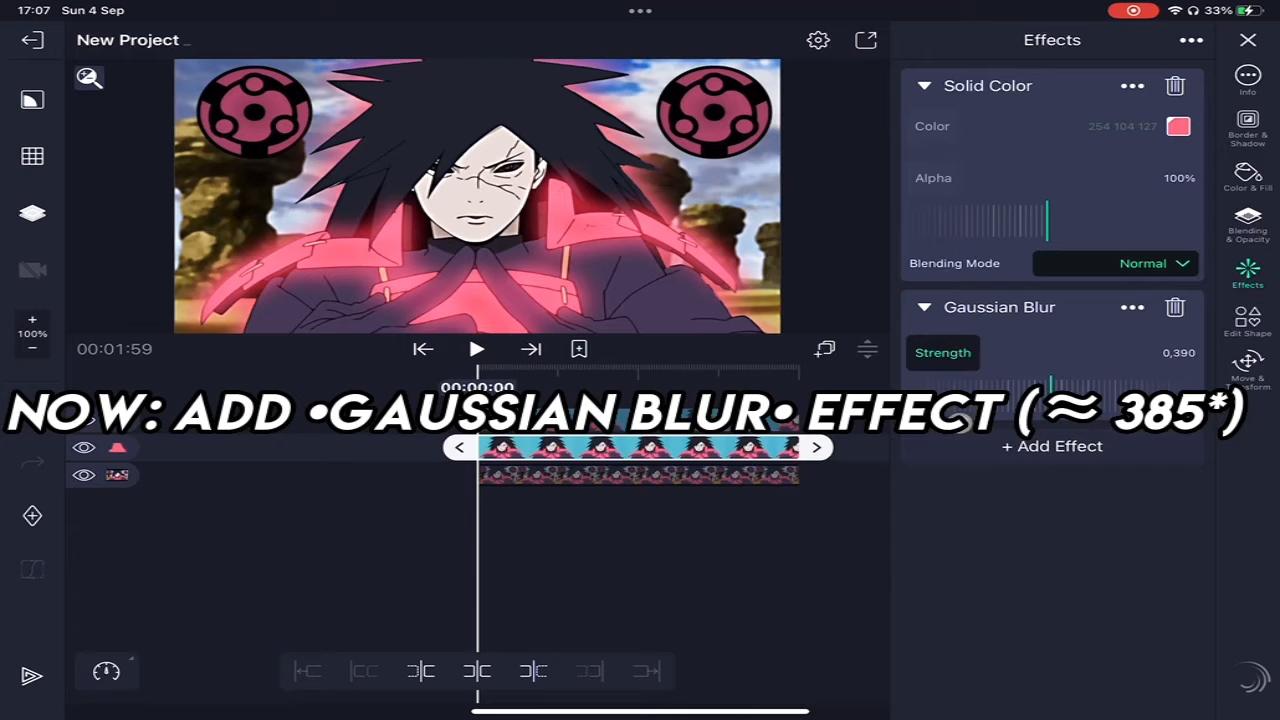 17:07 Sun 4 Sep
33%
New Project _
Effects
Info
Border &
Shadow
Color & Fill
Blending
& Opacity
Effects
Edit Shape
Move &
Transform
Solid Color
Color 254 104 127
Alpha 100%
Blending Mode Normal
Gaussian Blur
Strength 0,390
+ Add Effect
+
100%
−
00:01:59
00:00:00
NOW: ADD •GAUSSIAN BLUR• EFFECT (≈ 385*)